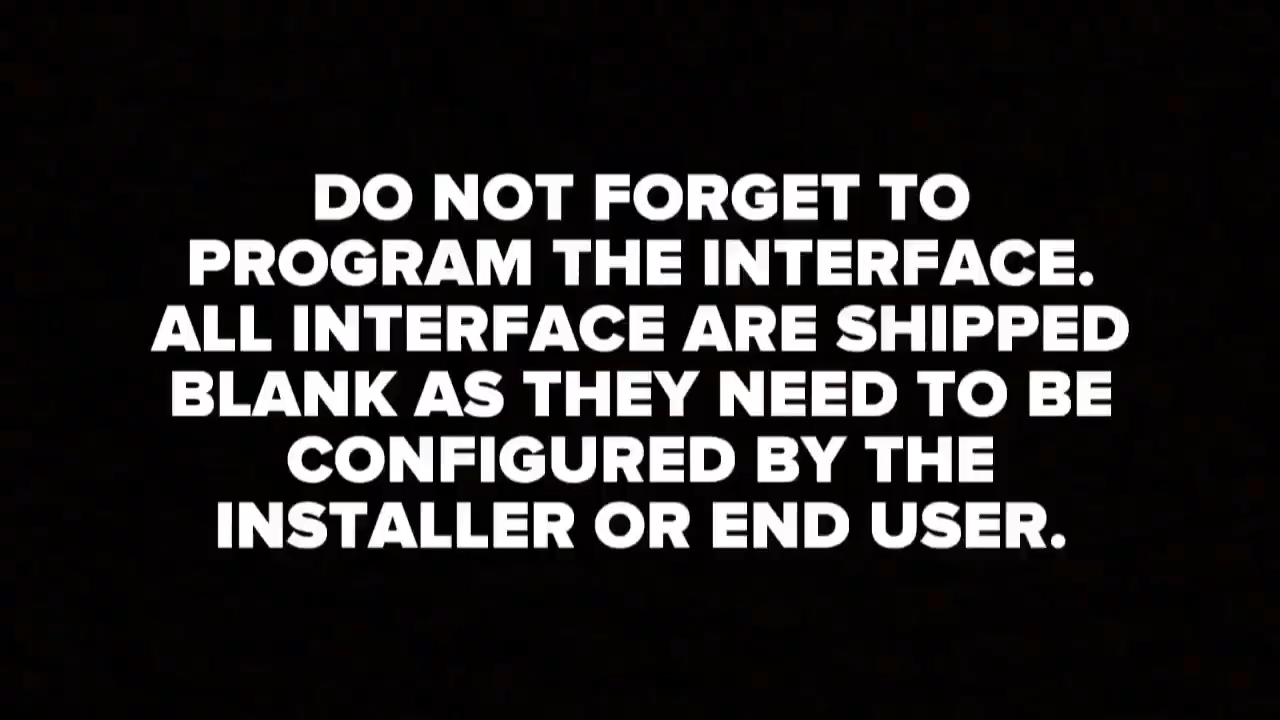 DO NOT FORGET TO
PROGRAM THE INTERFACE.
ALL INTERFACE ARE SHIPPED
BLANK AS THEY NEED TO BE
CONFIGURED BY THE
INSTALLER OR END USER.